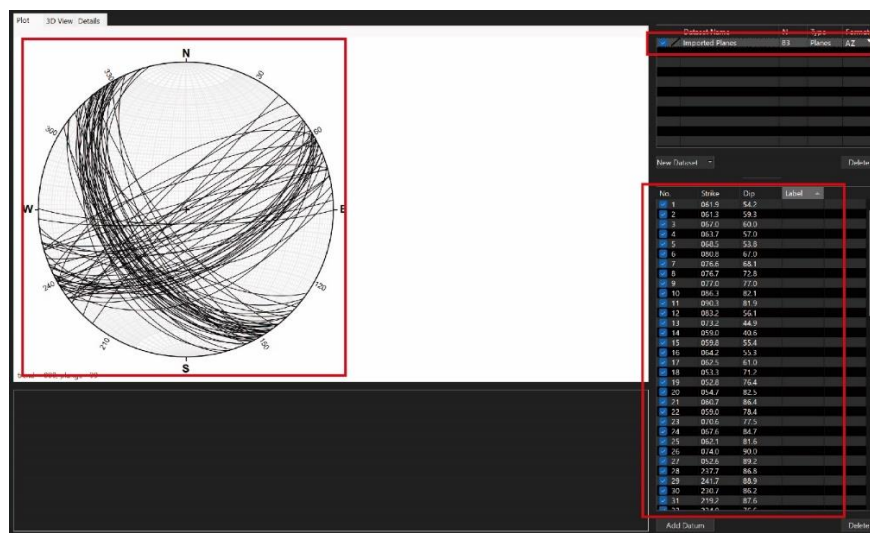 Plot 3D View Details
Dataset Name N Type Format
Imported Planes 83 Planes AZ
New Dataset Delete
N
330 30
300 60
W E
240 120
210 150
S
No. Strike Dip Label
1 061.9 54.2
2 061.3 59.3
3 067.0 60.0
4 063.7 57.0
5 068.5 53.8
6 080.8 67.0
7 076.6 68.1
8 076.7 72.8
9 077.0 77.0
10 086.3 82.1
11 090.3 81.9
12 083.2 56.1
13 073.2 44.9
14 059.0 40.6
15 059.8 55.4
16 064.2 55.3
17 062.5 61.0
18 053.3 71.2
19 052.8 76.4
20 054.7 82.5
21 060.7 86.4
22 059.0 78.4
23 070.6 77.5
24 067.6 84.7
25 062.1 81.6
26 074.0 90.0
27 052.6 89.2
28 237.7 86.8
29 241.7 88.9
30 230.7 86.2
31 219.2 87.6
Add Datum Delete